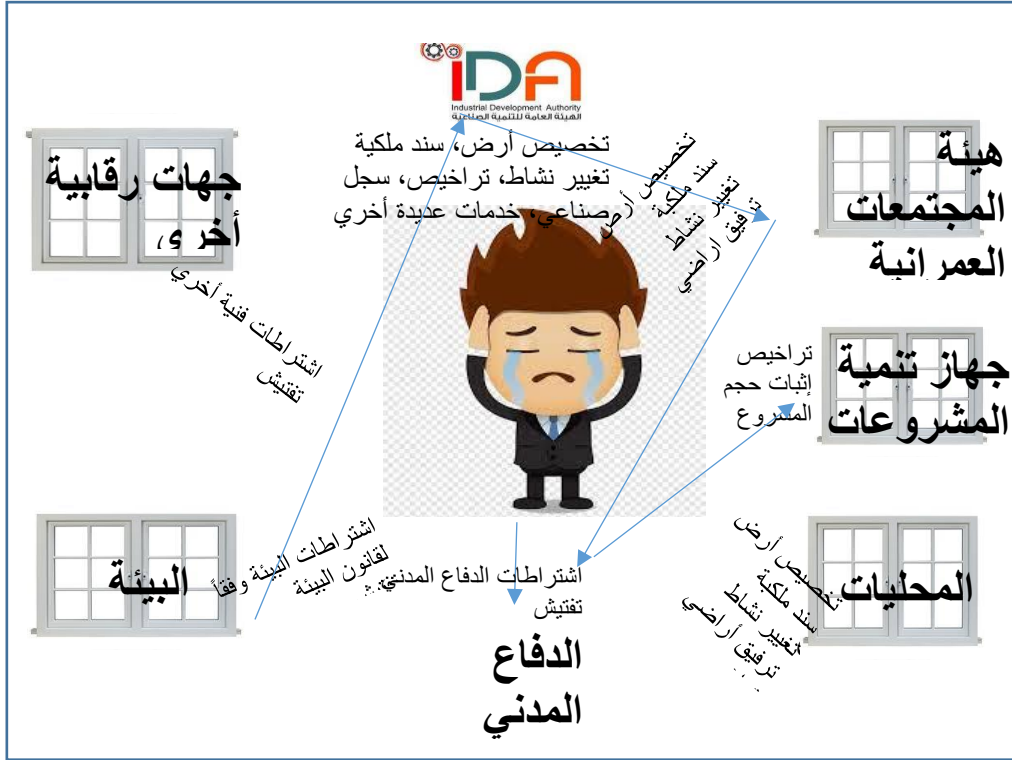 iDA
Industrial Development Authority
الهيئة العامة للتنمية الصناعية
تخصيص أرض، سند ملكية
تغيير نشاط، تراخيص، سجل
صناعي، خدمات عديدة أخري
تخصيص أرض
سند ملكية
تغيير نشاط
ترفيق اراضي
هيئة
المجتمعات
العمرانية
جهات رقابية
أخرى
اشتراطات فنية أخري
تفتيش
تراخيص
إثبات حجم
المشروع
جهاز تنمية
المشروعات
البيئة
اشتراطات البيئة وفقاً
لقانون البيئة
اشتراطات الدفاع المدني
تفتيش
الدفاع
المدني
تخصيص أرض
سند ملكية
تغيير نشاط
ترفيق أراضي
المحليات